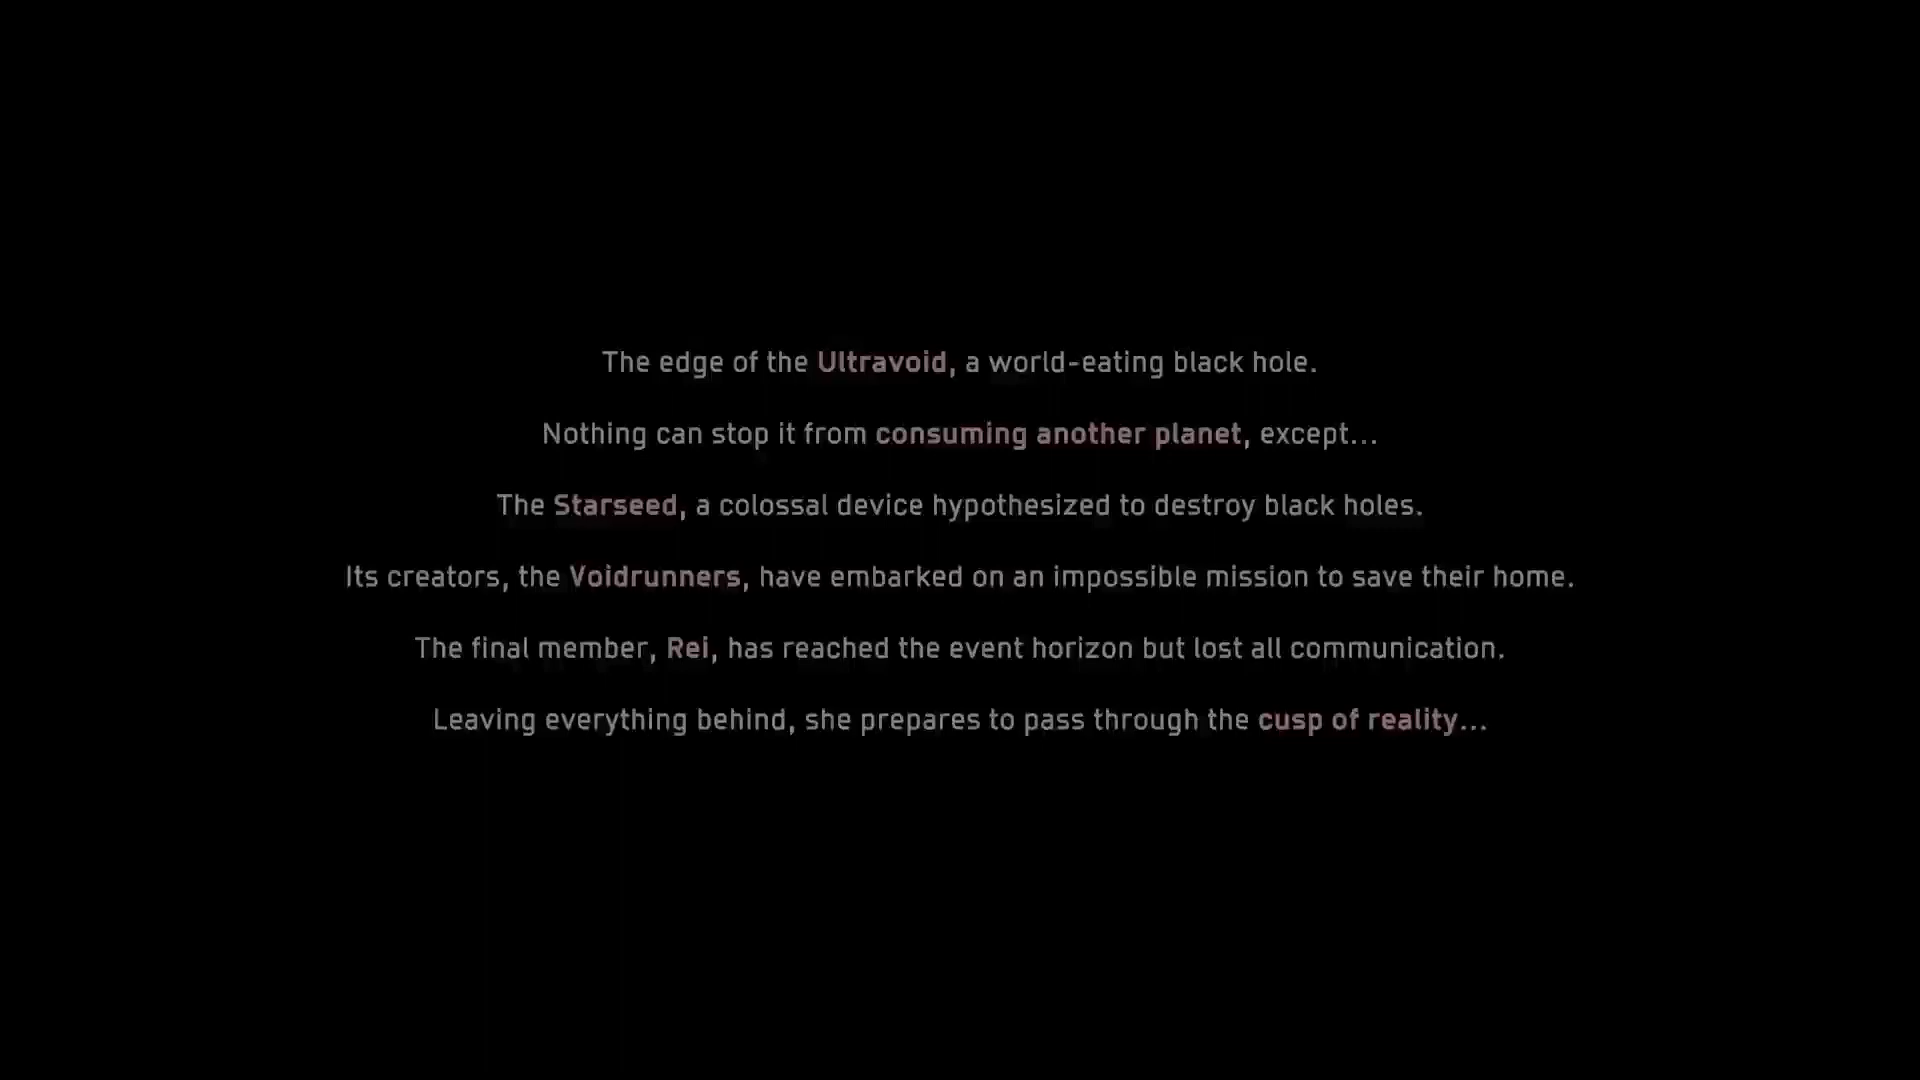 The edge of the Ultravoid, a world-eating black hole.
Nothing can stop it from consuming another planet, except...
The Starseed, a colossal device hypothesized to destroy black holes.
Its creators, the Voidrunners, have embarked on an impossible mission to save their home.
The final member, Rei, has reached the event horizon but lost all communication.
Leaving everything behind, she prepares to pass through the cusp of reality...